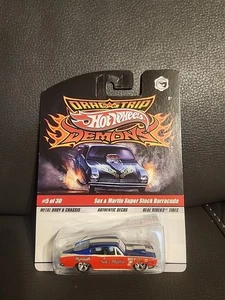 DRAG STRIP
Hot Wheels
DEMONS
#5 of 30
Sox & Martin Super Stock Barracuda
METAL BODY & CHASSIS
AUTHENTIC DECOS
REAL RIDERS TIRES